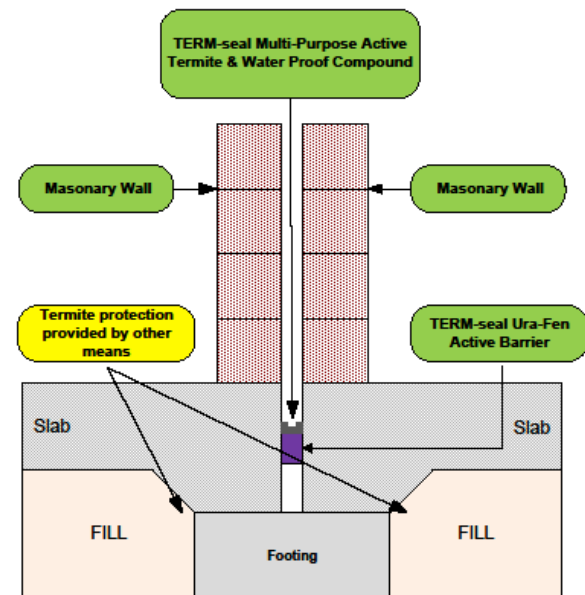 TERM-seal Multi-Purpose Active
Termite & Water Proof Compound
Masonary Wall
Masonary Wall
Termite protection
provided by other
means
TERM-seal Ura-Fen
Active Barrier
Slab
Slab
FILL
FILL
Footing